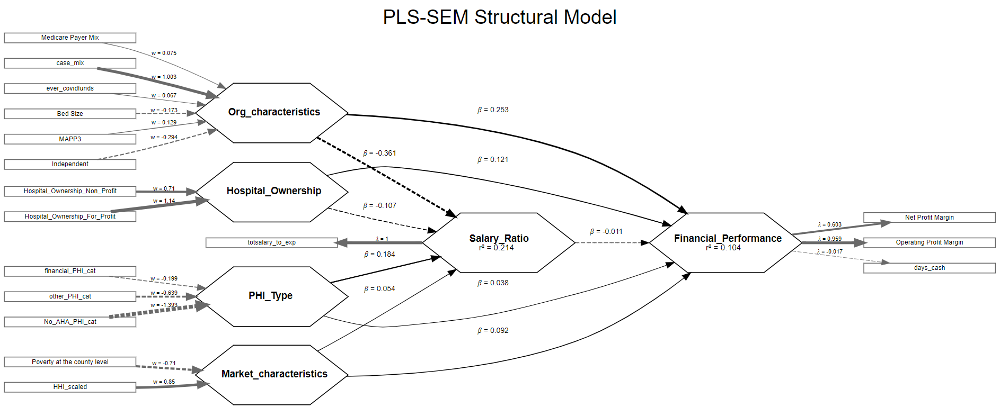 PLS-SEM Structural Model
Medicare Payer Mix
w = 0.075
case_mix
w = 1.003
ever_covidfunds
w = 0.067
Bed Size
w = -0.173
MAPP3
w = 0.129
Independent
w = -0.294
Org_characteristics
β = 0.253
β = -0.361
β = 0.121
Hospital_Ownership_Non_Profit
w = 0.71
Hospital_Ownership_For_Profit
w = 1.14
Hospital_Ownership
β = -0.107
totsalary_to_exp
λ = 1
Salary_Ratio
r² = 0.214
β = -0.011
Financial_Performance
r² = 0.104
λ = 0.603
Net Profit Margin
λ = 0.959
Operating Profit Margin
λ = -0.017
days_cash
β = 0.184
β = 0.054
β = 0.038
financial_PHI_cat
w = -0.199
other_PHI_cat
w = -0.639
No_AHA_PHI_cat
w = -1.393
PHI_Type
β = 0.092
Poverty at the county level
w = -0.71
HHI_scaled
w = 0.85
Market_characteristics